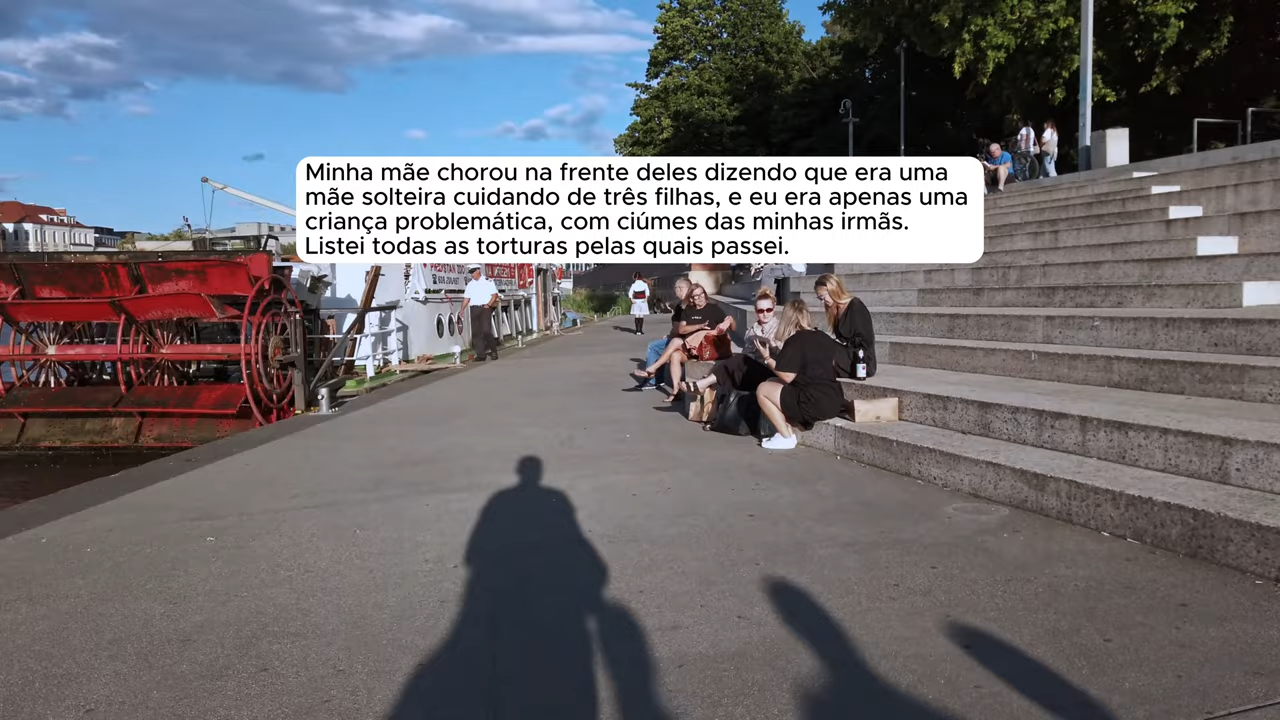 Minha mãe chorou na frente deles dizendo que era uma
mãe solteira cuidando de três filhas, e eu era apenas uma
criança problemática, com ciúmes das minhas irmãs.
Listei todas as torturas pelas quais passei.